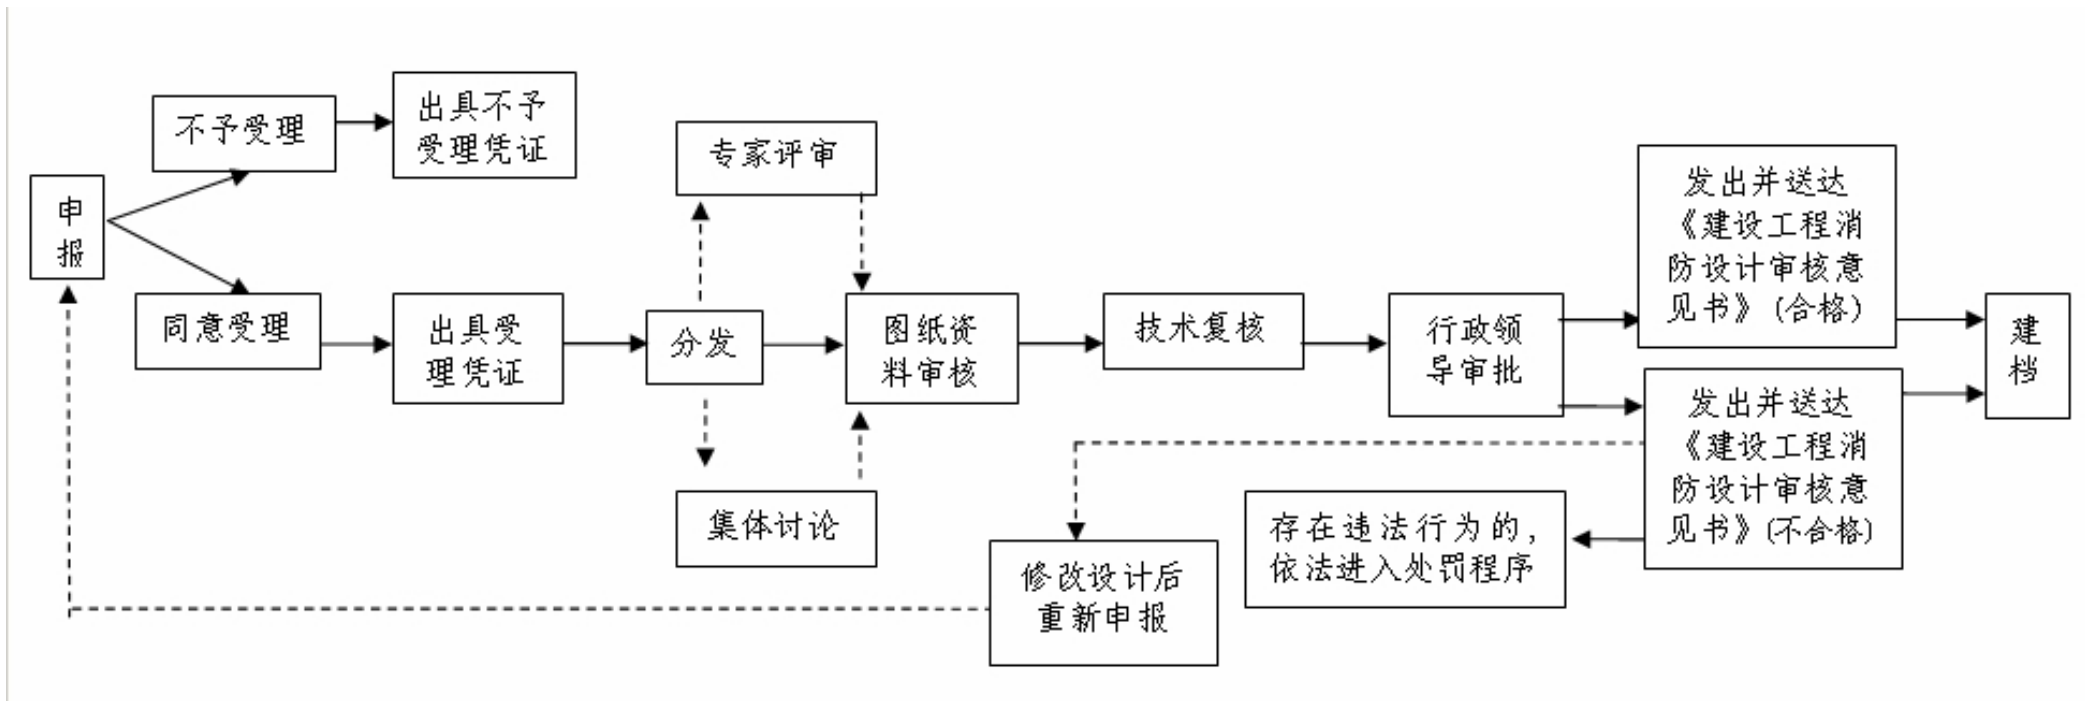 申
报
不予受理
出具不予
受理凭证
同意受理
出具受
理凭证
专家评审
分发
集体讨论
图纸资
料审核
技术复核
行政领
导审批
发出并送达
《建设工程消
防设计审核意
见书》(合格)
发出并送达
《建设工程消
防设计审核意
见书》(不合格)
建
档
修改设计后
重新申报
存在违法行为的,
依法进入处罚程序